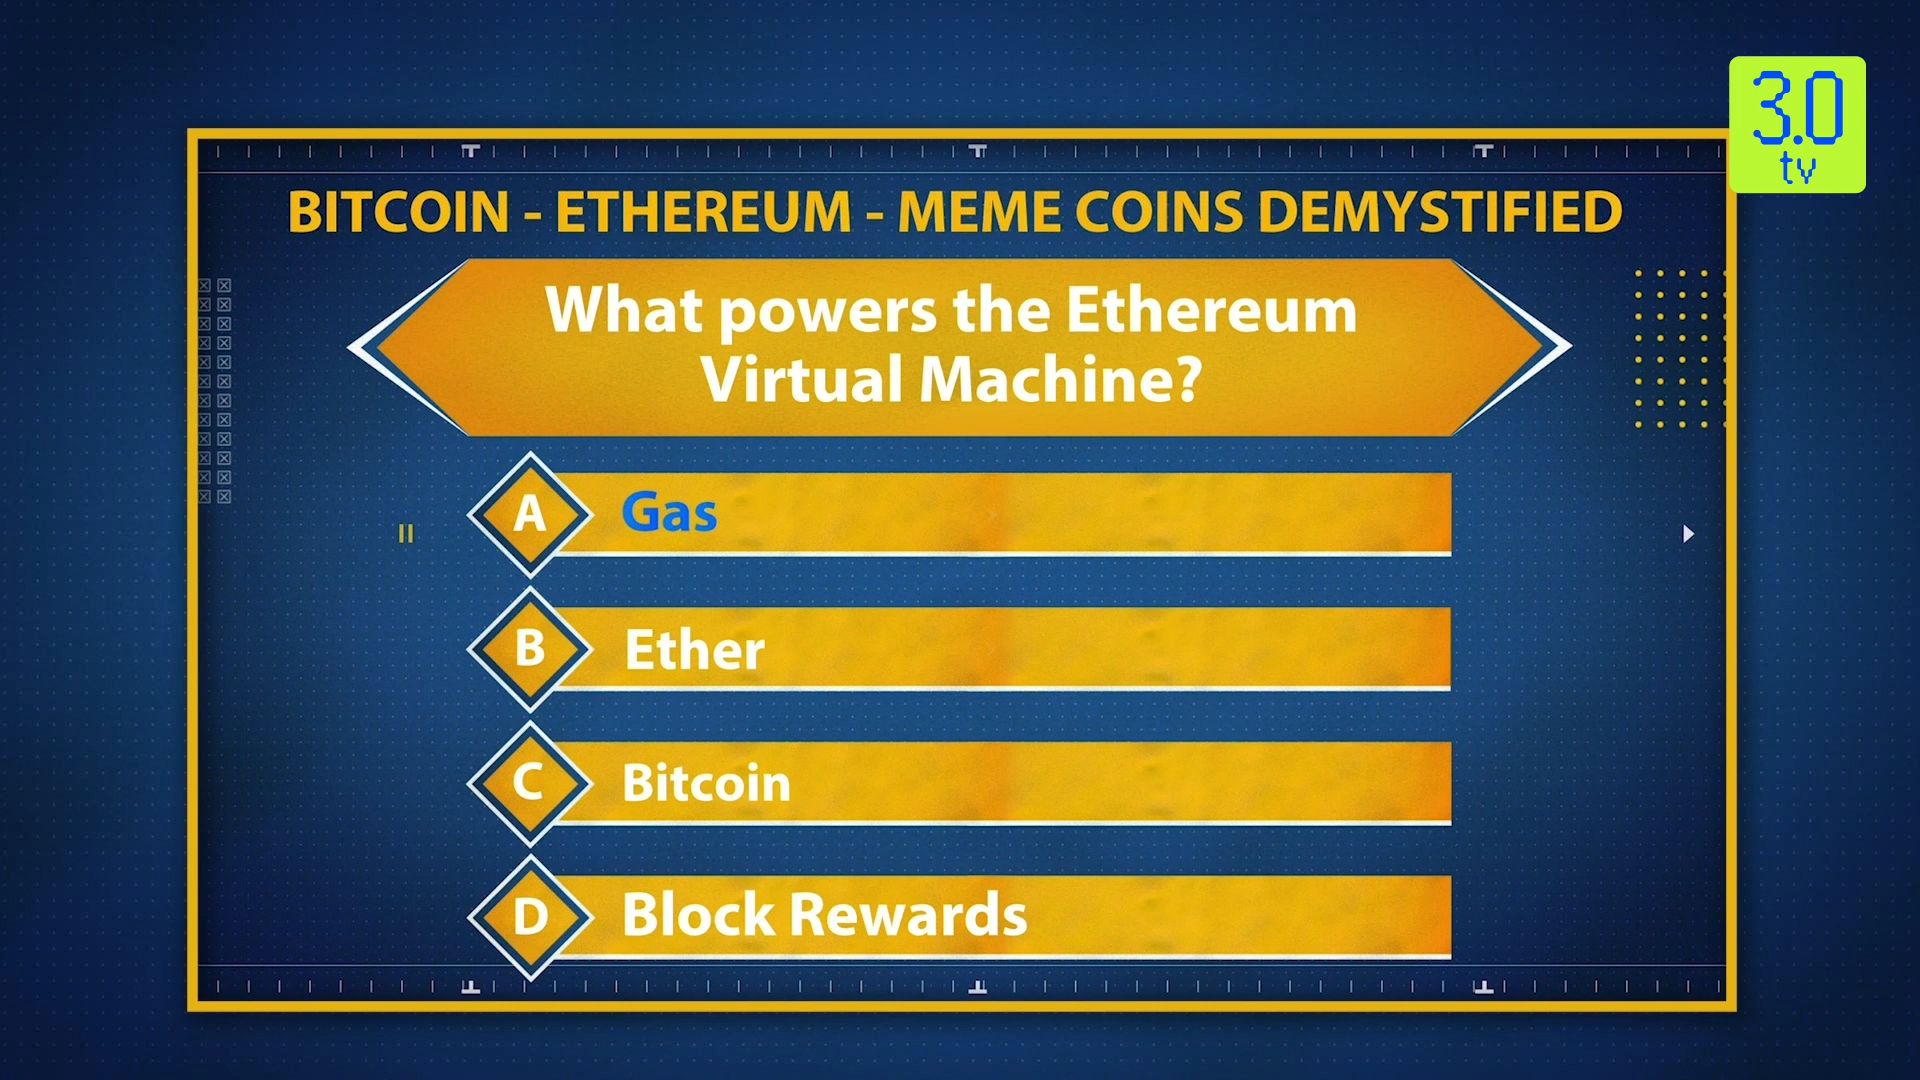 3.0
tv
BITCOIN - ETHEREUM - MEME COINS DEMYSTIFIED
What powers the Ethereum
Virtual Machine?
A Gas
B Ether
C Bitcoin
D Block Rewards